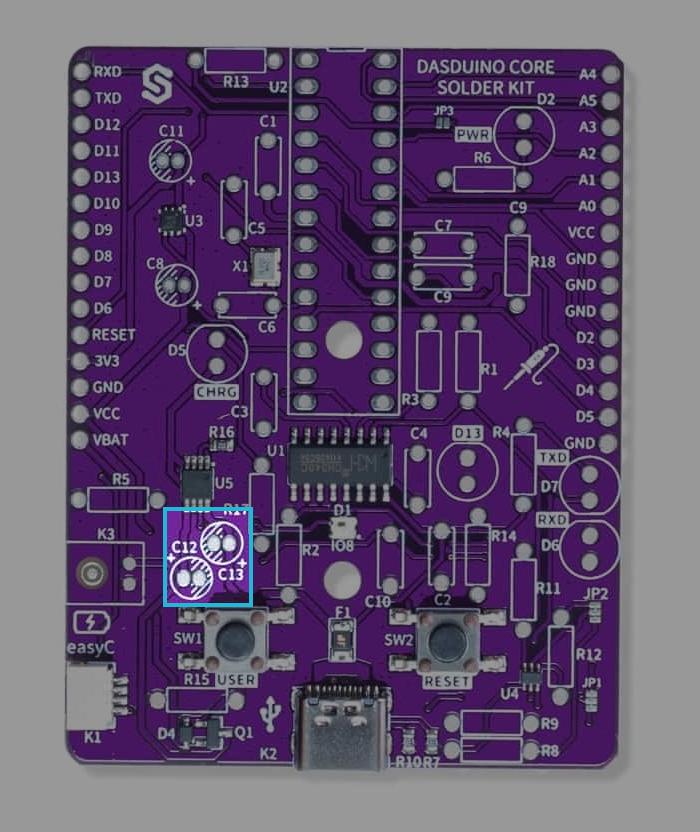 DASDUINO CORE
SOLDER KIT
RXD
TXD
D12
D11
D13
D10
D9
D8
D7
D6
RESET
3V3
GND
VCC
VBAT
A4
A5
A3
A2
A1
A0
VCC
GND
GND
GND
D2
D3
D4
D5
GND
R13
U2
JP3
D2
PWR
R6
C11
C1
U3
C5
C9
C7
X1
C8
C9
R18
C6
D5
CHRG
R1
R3
C3
R16
U1
C4
D13
R4
TXD
D7
U5
R5
R17
D1
IO8
R2
R14
RXD
D6
K3
C12
C13
C10
C2
R11
JP2
F1
easyC
SW1
USER
SW2
RESET
R12
R15
U4
JP1
K1
D4
Q1
K2
R10
R7
R9
R8